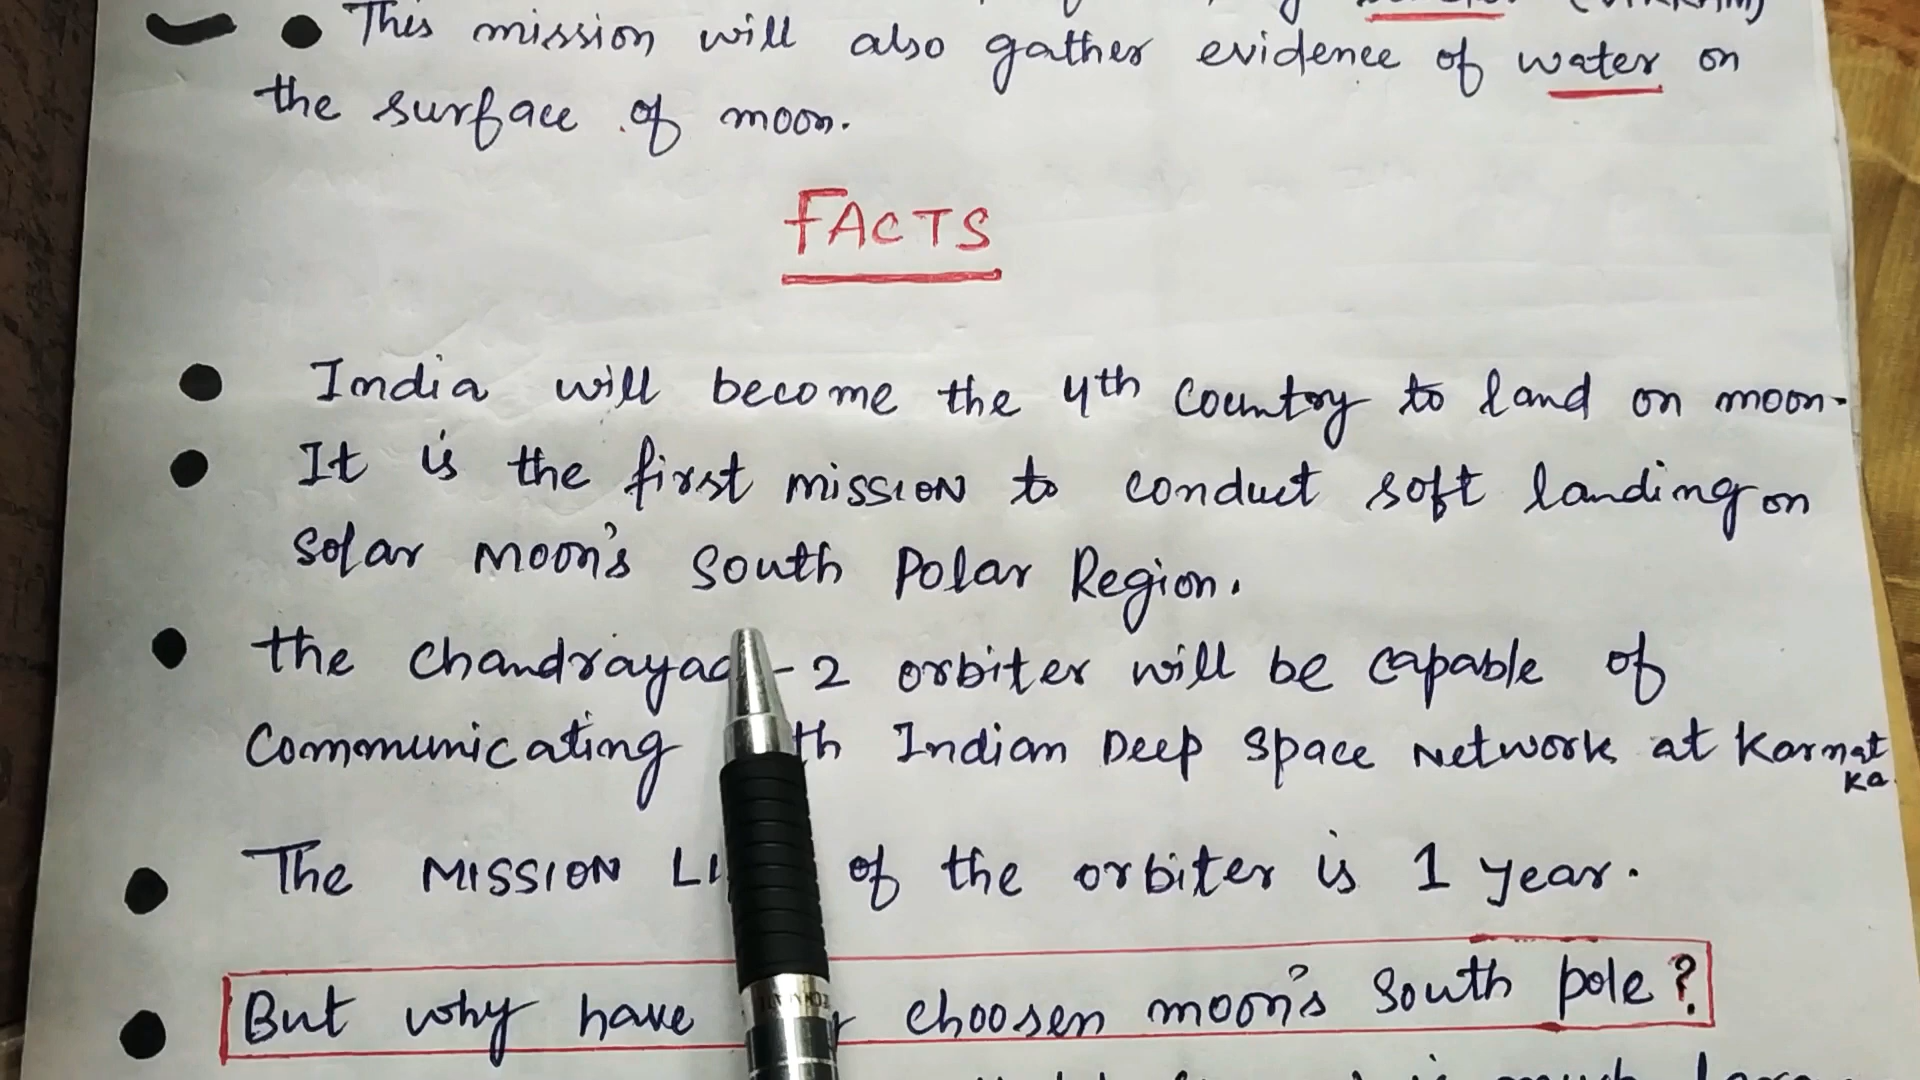 This mission will also gather evidence of water on
the surface of moon.
FACTS
India will become the 4th country to land on moon.
It is the first mission to conduct soft landing on
solar Moon's South Polar Region.
the Chandrayaa -2 orbiter will be capable of
Communicating th Indian Deep Space Network at Karnat
ka.
The MISSION of the orbiter is 1 year.
But why have choosen moon's South pole?